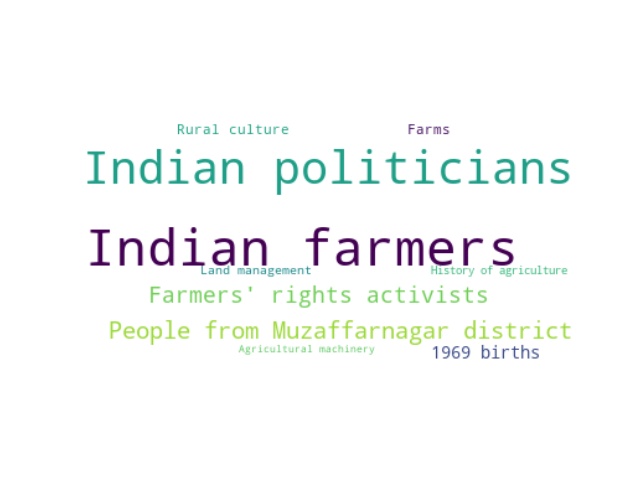 Rural culture
Farms
Indian politicians
Indian farmers
Land management
History of agriculture
Farmers' rights activists
People from Muzaffarnagar district
Agricultural machinery
1969 births